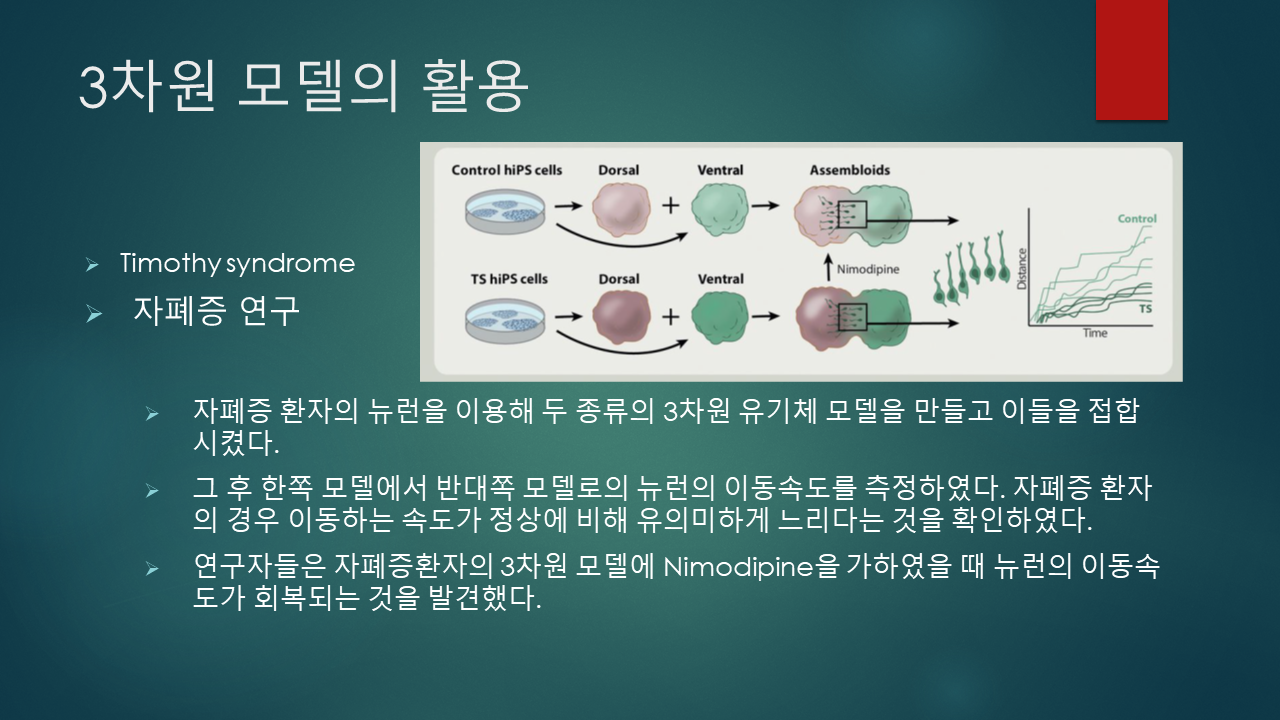 3차원 모델의 활용
Control hiPS cells
Dorsal
Ventral
Assembloids
Control
Nimodipine
TS hiPS cells
Dorsal
Ventral
Distance
TS
Time
Timothy syndrome
자폐증 연구
자폐증 환자의 뉴런을 이용해 두 종류의 3차원 유기체 모델을 만들고 이들을 접합
시켰다.
그 후 한쪽 모델에서 반대쪽 모델로의 뉴런의 이동속도를 측정하였다. 자폐증 환자
의 경우 이동하는 속도가 정상에 비해 유의미하게 느리다는 것을 확인하였다.
연구자들은 자폐증환자의 3차원 모델에 Nimodipine을 가하였을 때 뉴런의 이동속
도가 회복되는 것을 발견했다.